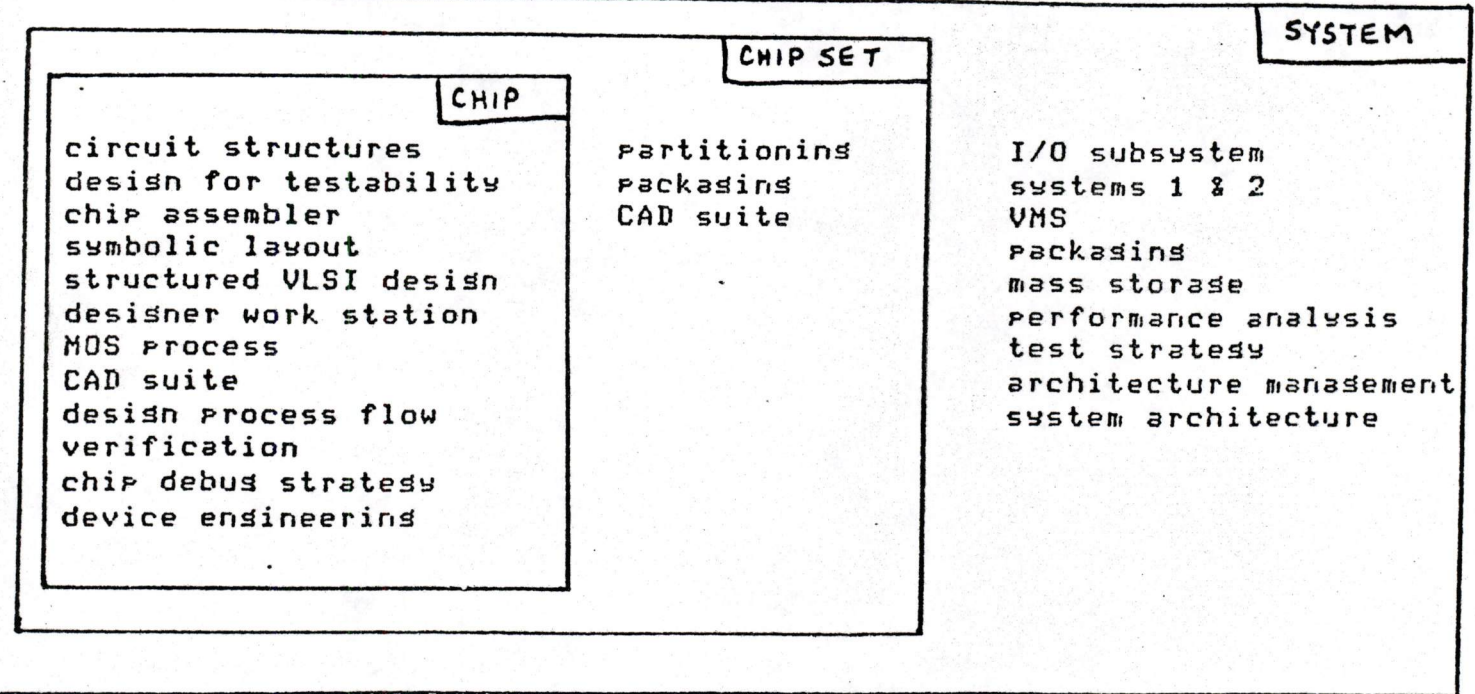 SYSTEM
CHIP SET
CHIP
circuit structures
design for testability
chip assembler
symbolic layout
structured VLSI design
designer work station
MOS process
CAD suite
design process flow
verification
chip debug strategy
device engineering
partitioning
packaging
CAD suite
I/O subsystem
systems 1 & 2
VMS
packaging
mass storage
performance analysis
test strategy
architecture management
system architecture